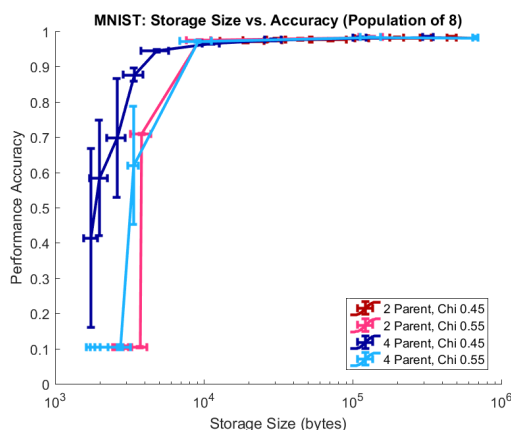 MNIST: Storage Size vs. Accuracy (Population of 8)
Performance Accuracy
1
0.9
0.8
0.7
0.6
0.5
0.4
0.3
0.2
0.1
0
10^3
10^4
10^5
10^6
Storage Size (bytes)
2 Parent, Chi 0.45
2 Parent, Chi 0.55
4 Parent, Chi 0.45
4 Parent, Chi 0.55